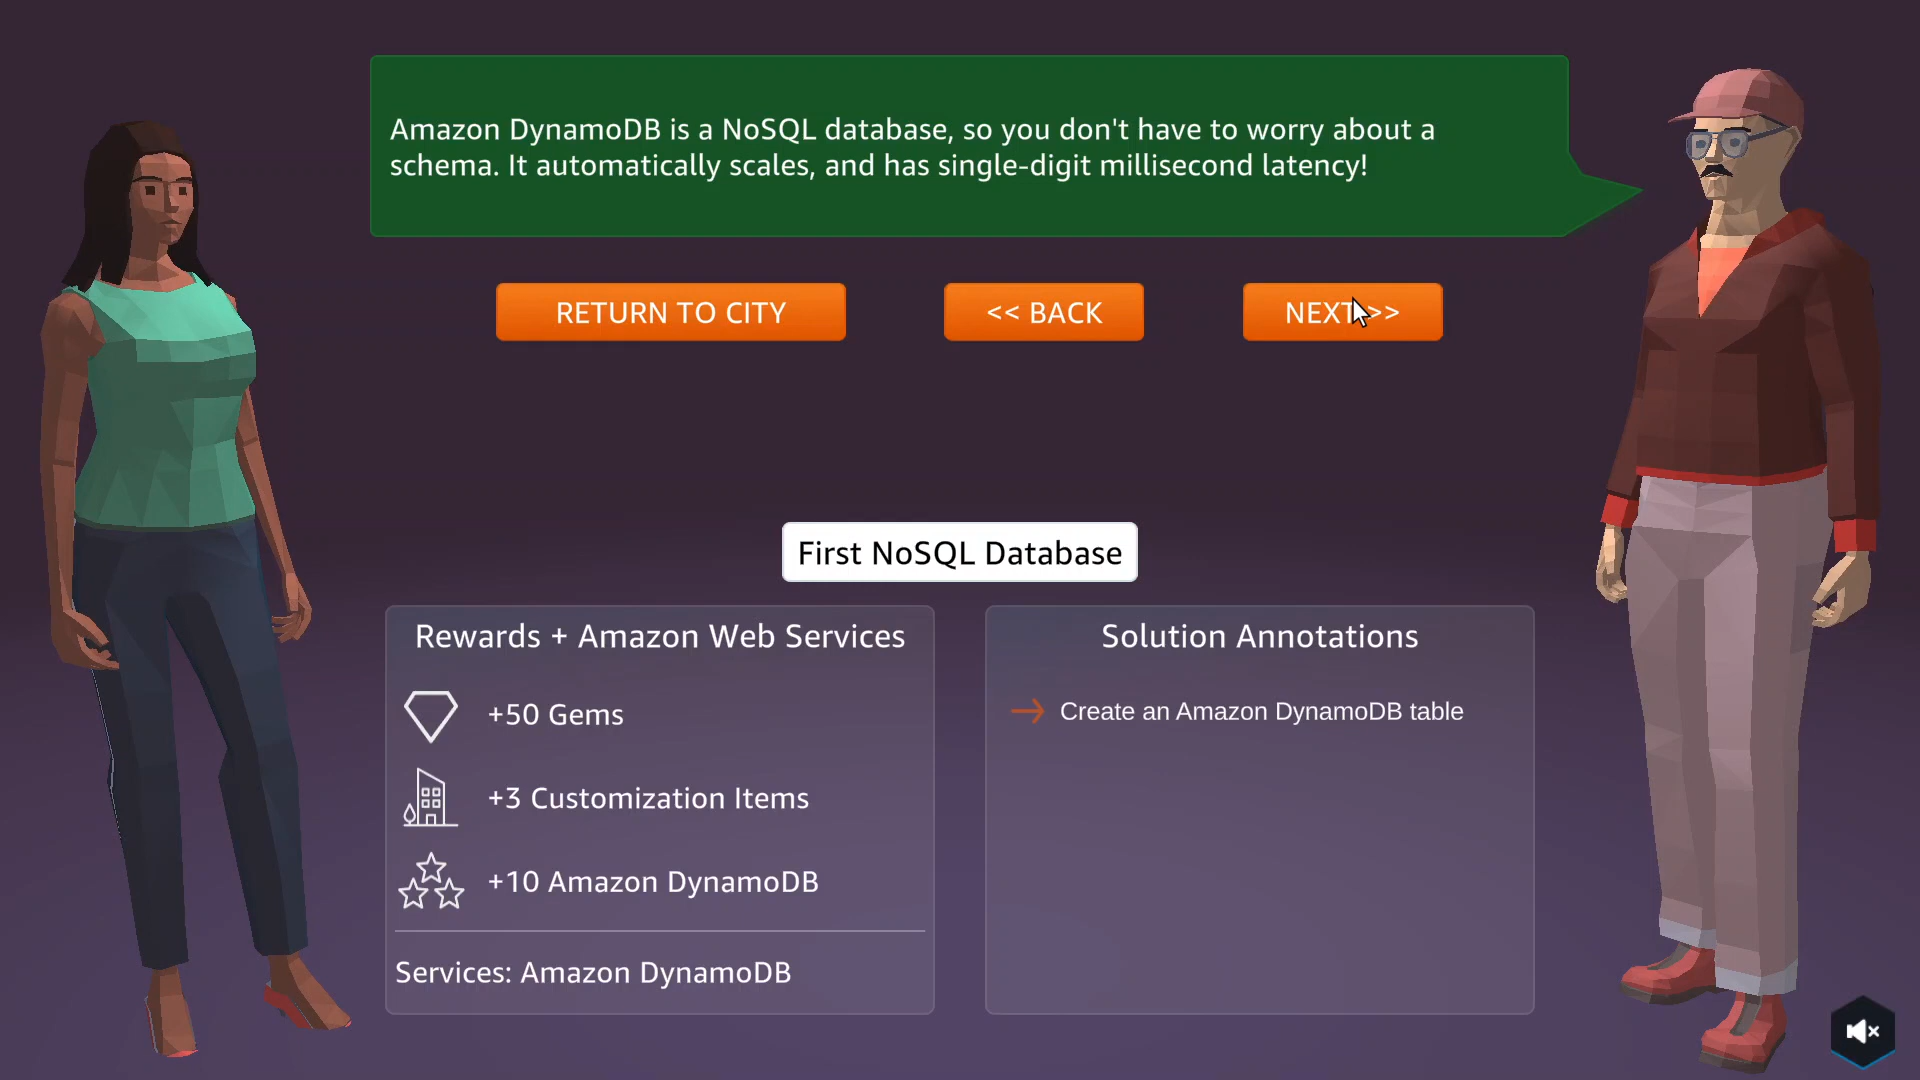 Amazon DynamoDB is a NoSQL database, so you don't have to worry about a
schema. It automatically scales, and has single-digit millisecond latency!
RETURN TO CITY
<< BACK
NEXT >>
First NoSQL Database
Rewards + Amazon Web Services
+50 Gems
+3 Customization Items
+10 Amazon DynamoDB
Services: Amazon DynamoDB
Solution Annotations
Create an Amazon DynamoDB table